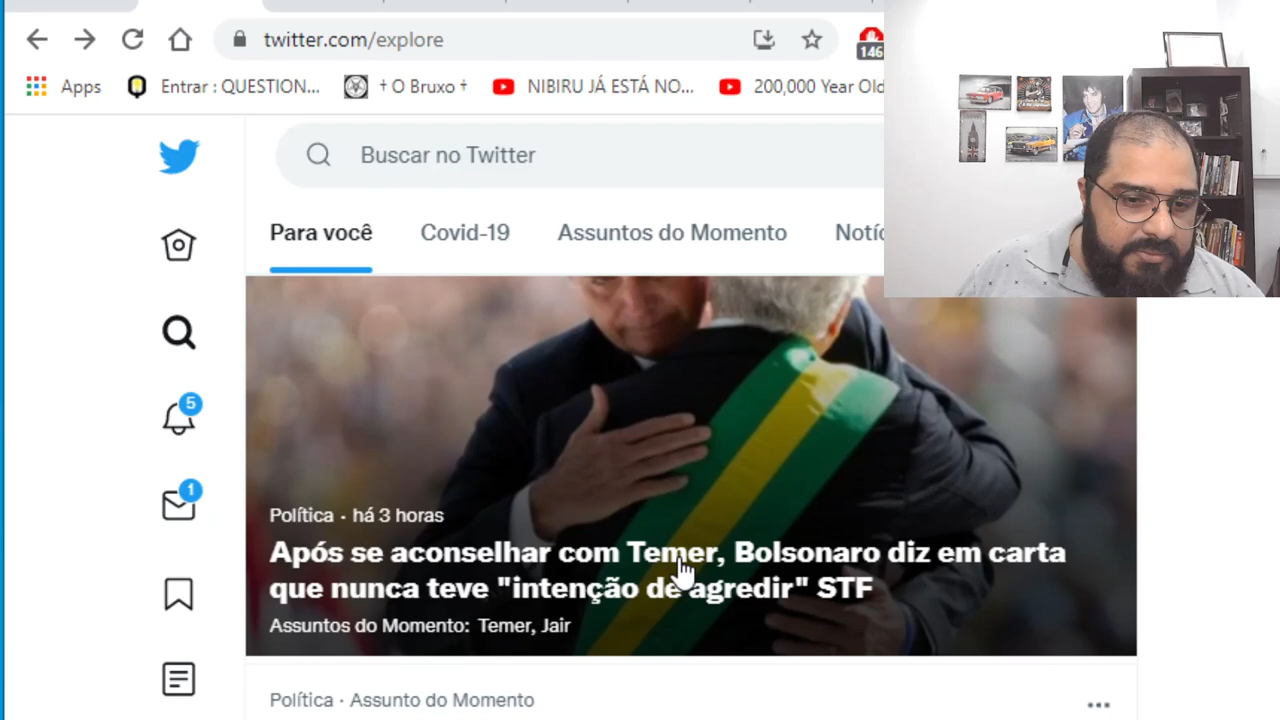 twitter.com/explore
146
Apps
Entrar : QUESTION...
† O Bruxo †
NIBIRU JÁ ESTÁ NO...
200,000 Year Old
Buscar no Twitter
Para você
Covid-19
Assuntos do Momento
Notíc
5
1
Política · há 3 horas
Após se aconselhar com Temer, Bolsonaro diz em carta
que nunca teve "intenção de agredir" STF
Assuntos do Momento: Temer, Jair
Política · Assunto do Momento